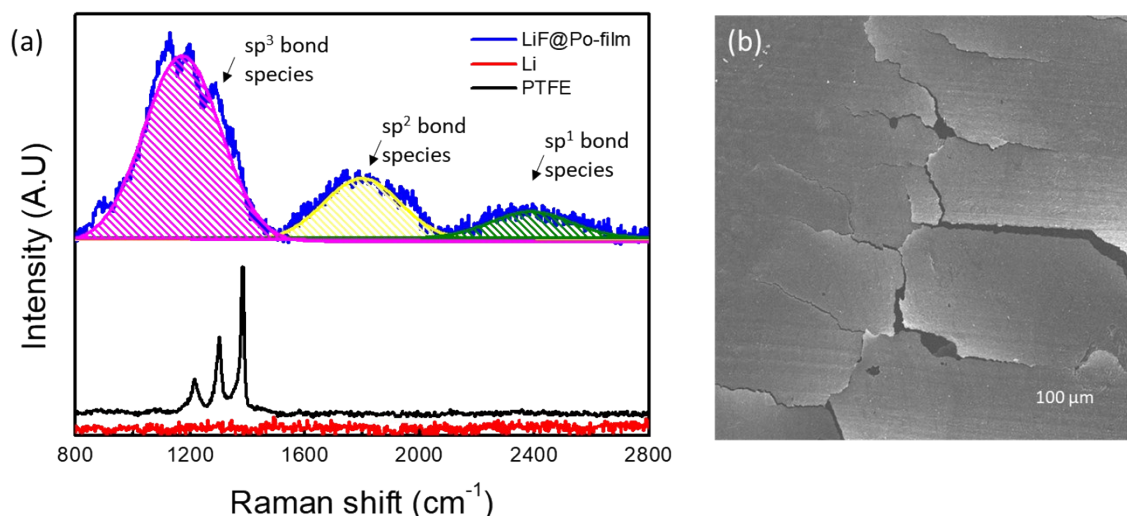 (a)
sp³ bond
species
LiF@Po-film
Li
PTFE
sp² bond
species
sp¹ bond
species
Intensity (A.U)
800
1200
1600
2000
2400
2800
Raman shift (cm⁻¹)
(b)
100 µm